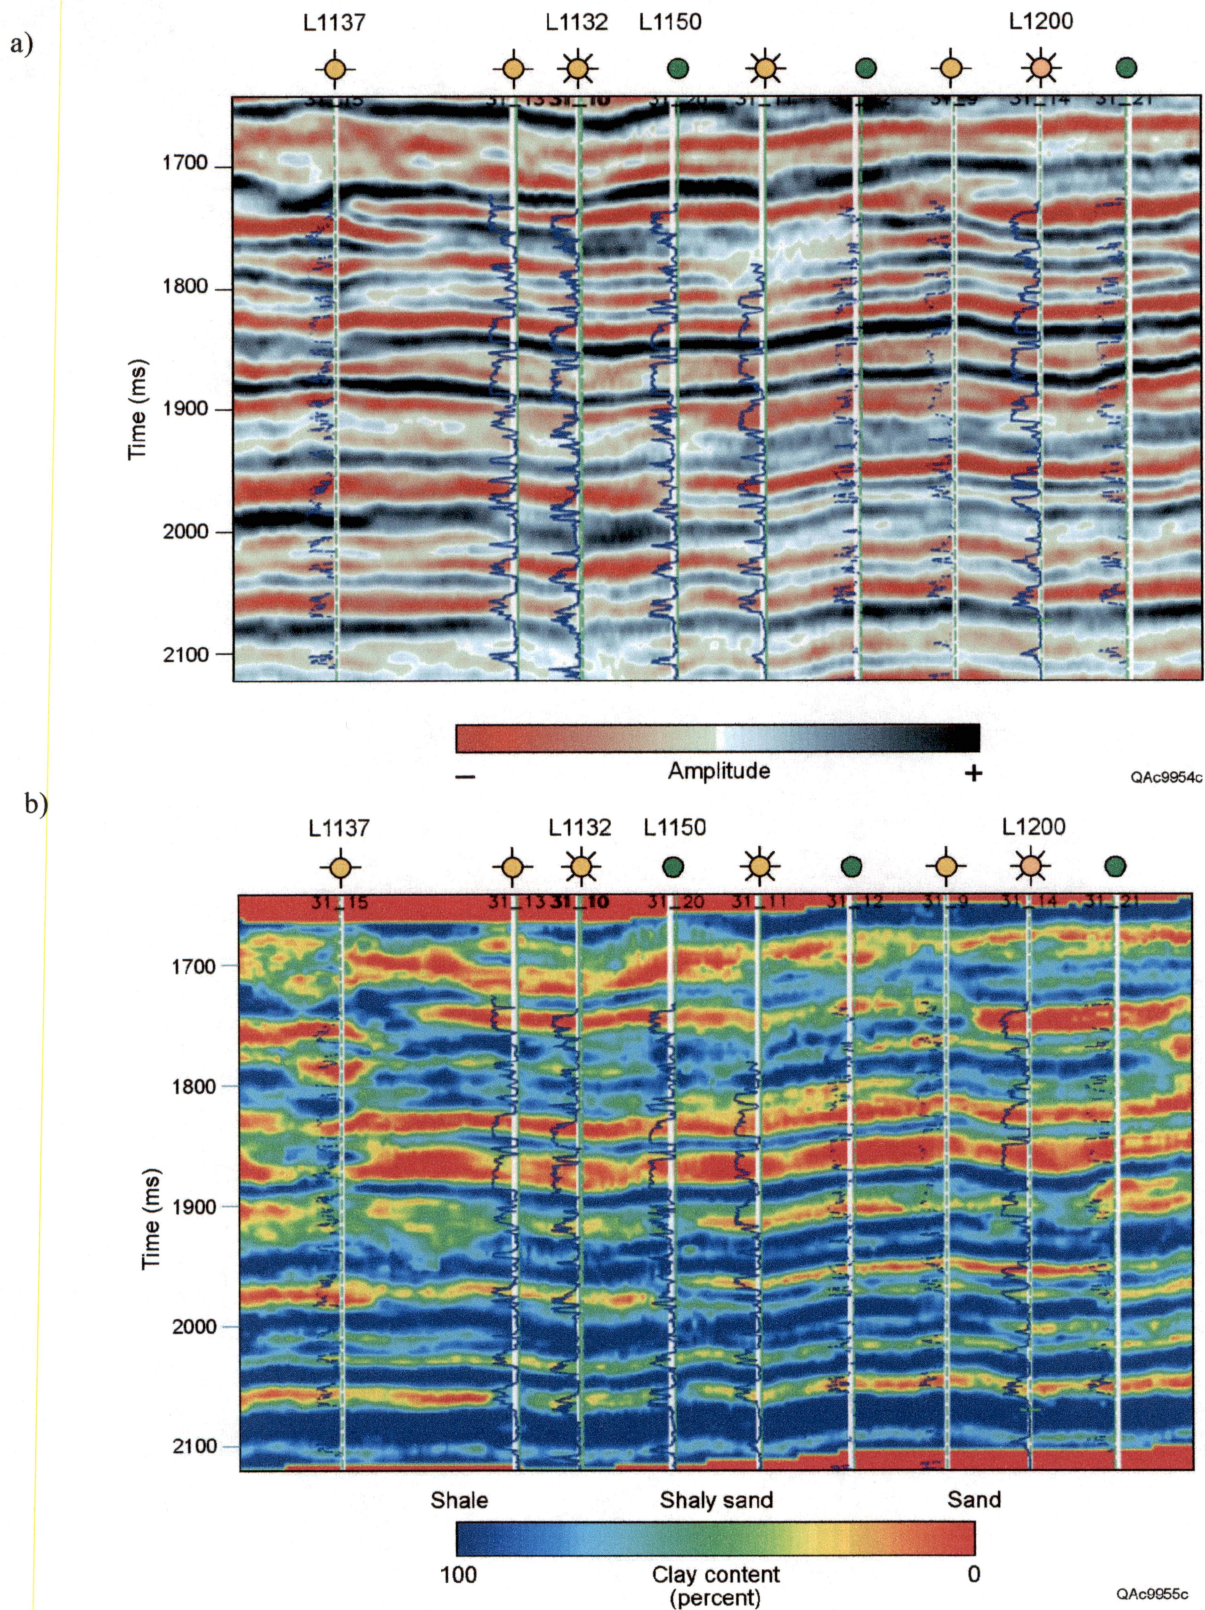 a)
L1137 L1132 L1150 L1200
1700
1800
1900
2000
2100
Time (ms)
— Amplitude +
QAc9954c
b)
L1137 L1132 L1150 L1200
31_15 31_13 31_10 31_20 31_11 31_12 31_9 31_14 31_21
1700
1800
1900
2000
2100
Time (ms)
Shale Shaly sand Sand
100 Clay content 0
(percent)
QAc9955c